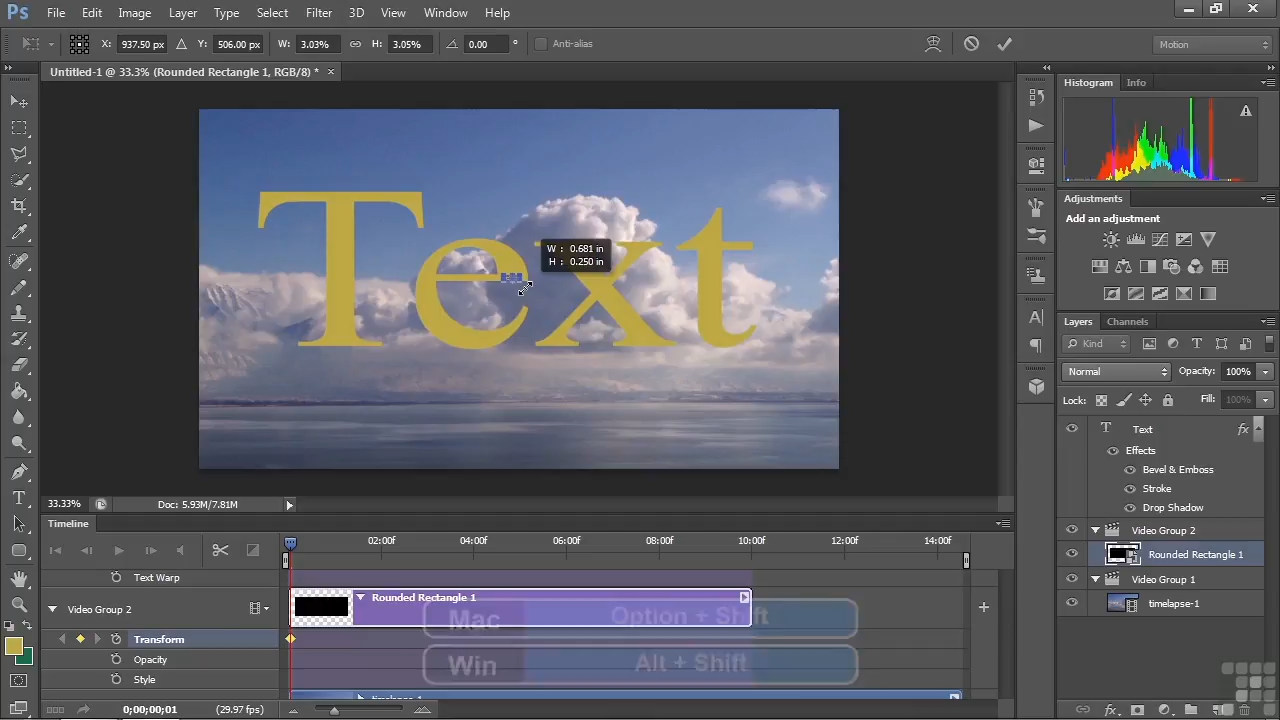 Ps File Edit Image Layer Type Select Filter 3D View Window Help
X: 937.50 px Y: 506.00 px W: 3.03% H: 3.05% 0.00 ° Anti-alias Motion
Untitled-1 @ 33.3% (Rounded Rectangle 1, RGB/8) * ×
Histogram Info
Adjustments
Add an adjustment
Text
W : 0.681 in
H : 0.250 in
Layers Channels
Kind
Normal Opacity: 100%
Lock: Fill: 100%
T Text fx
Effects
Bevel & Emboss
Stroke
Drop Shadow
Video Group 2
Rounded Rectangle 1
Video Group 1
timelapse-1
33.33% Doc: 5.93M/7.81M
Timeline
02:00f 04:00f 06:00f 08:00f 10:00f 12:00f 14:00f
Text Warp
Video Group 2 Rounded Rectangle 1
Mac Option + Shift
Transform
Opacity
Win Alt + Shift
Style
timelapse-1
0;00;00;01 (29.97 fps)